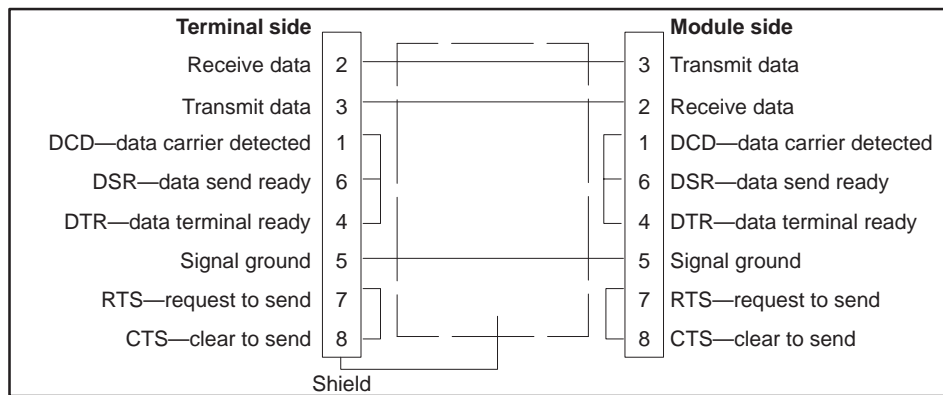 Terminal side Module side
Receive data 2 3 Transmit data
Transmit data 3 2 Receive data
DCD—data carrier detected 1 1 DCD—data carrier detected
DSR—data send ready 6 6 DSR—data send ready
DTR—data terminal ready 4 4 DTR—data terminal ready
Signal ground 5 5 Signal ground
RTS—request to send 7 7 RTS—request to send
CTS—clear to send 8 8 CTS—clear to send
Shield